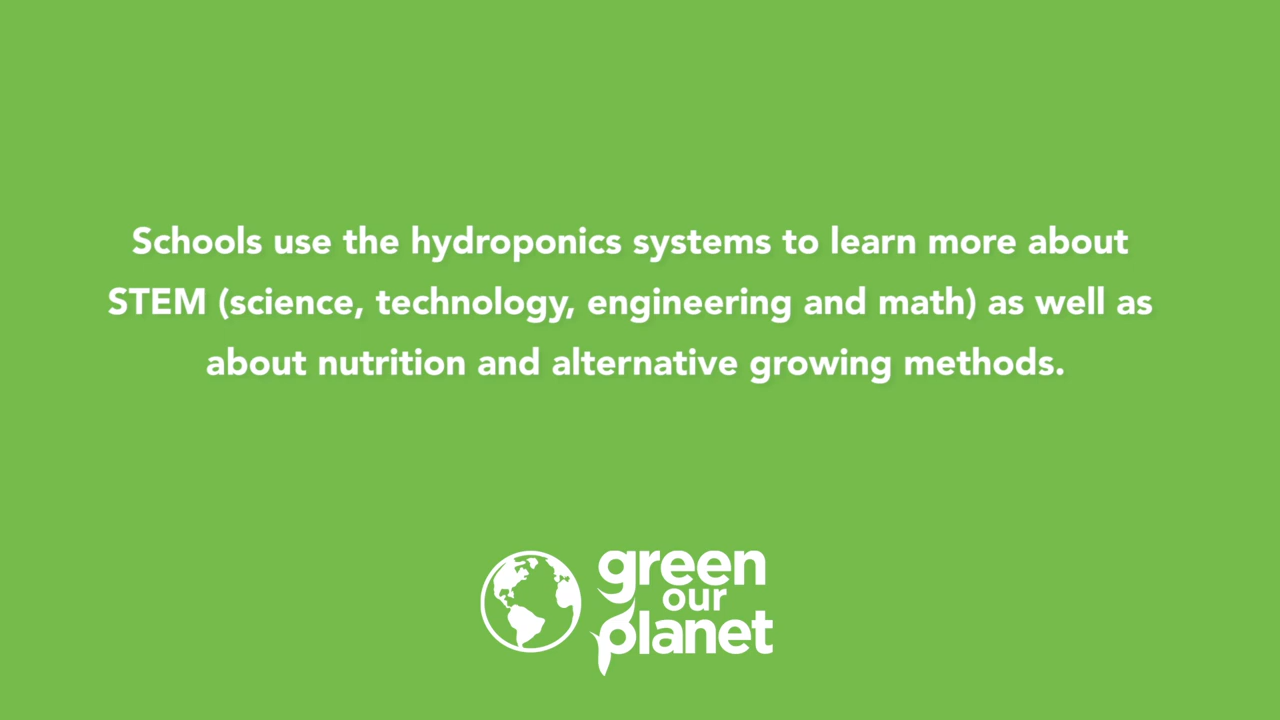 Schools use the hydroponics systems to learn more about
STEM (science, technology, engineering and math) as well as
about nutrition and alternative growing methods.
green
our
planet